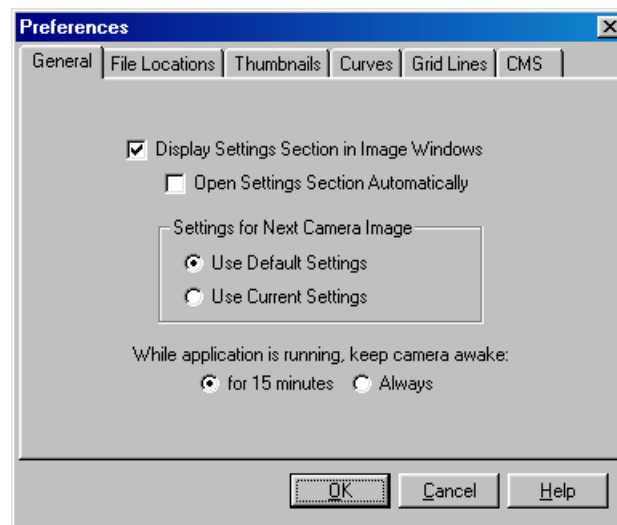 Preferences
General File Locations Thumbnails Curves Grid Lines CMS
Display Settings Section in Image Windows
Open Settings Section Automatically
Settings for Next Camera Image
Use Default Settings
Use Current Settings
While application is running, keep camera awake:
for 15 minutes Always
OK Cancel Help